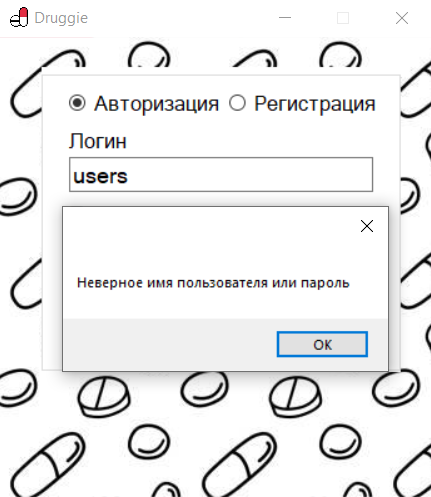 Druggie
Авторизация Регистрация
Логин
users
Неверное имя пользователя или пароль
OK